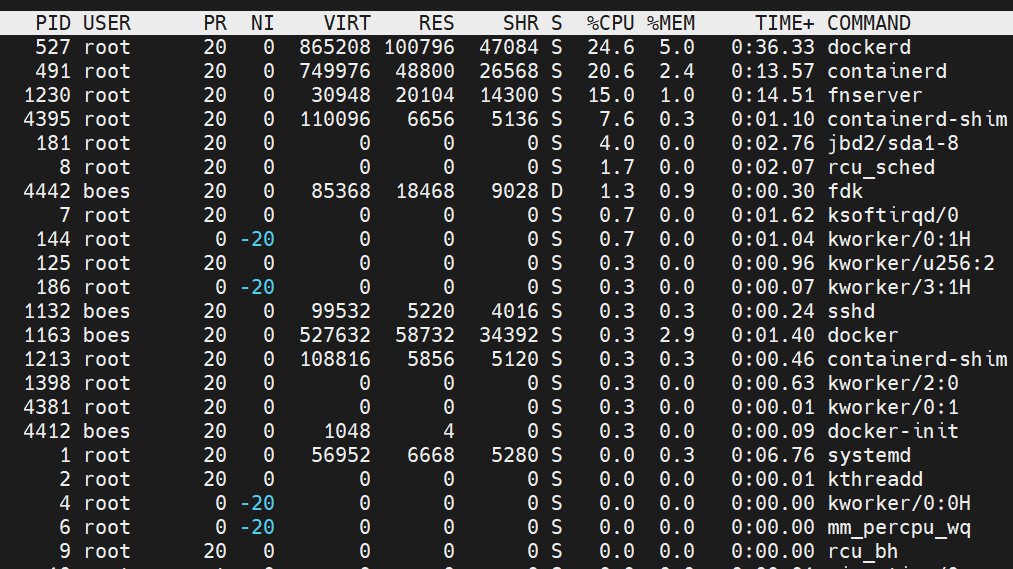 PID USER PR NI VIRT RES SHR S %CPU %MEM TIME+ COMMAND
527 root 20 0 865208 100796 47084 S 24.6 5.0 0:36.33 dockerd
491 root 20 0 749976 48800 26568 S 20.6 2.4 0:13.57 containerd
1230 root 20 0 30948 20104 14300 S 15.0 1.0 0:14.51 fnserver
4395 root 20 0 110096 6656 5136 S 7.6 0.3 0:01.10 containerd-shim
181 root 20 0 0 0 0 S 4.0 0.0 0:02.76 jbd2/sda1-8
8 root 20 0 0 0 0 S 1.7 0.0 0:02.07 rcu_sched
4442 boes 20 0 85368 18468 9028 D 1.3 0.9 0:00.30 fdk
7 root 20 0 0 0 0 S 0.7 0.0 0:01.62 ksoftirqd/0
144 root 0 -20 0 0 0 S 0.7 0.0 0:01.04 kworker/0:1H
125 root 20 0 0 0 0 S 0.3 0.0 0:00.96 kworker/u256:2
186 root 0 -20 0 0 0 S 0.3 0.0 0:00.07 kworker/3:1H
1132 boes 20 0 99532 5220 4016 S 0.3 0.3 0:00.24 sshd
1163 boes 20 0 527632 58732 34392 S 0.3 2.9 0:01.40 docker
1213 root 20 0 108816 5856 5120 S 0.3 0.3 0:00.46 containerd-shim
1398 root 20 0 0 0 0 S 0.3 0.0 0:00.63 kworker/2:0
4381 root 20 0 0 0 0 S 0.3 0.0 0:00.01 kworker/0:1
4412 boes 20 0 1048 4 0 S 0.3 0.0 0:00.09 docker-init
1 root 20 0 56952 6668 5280 S 0.0 0.3 0:06.76 systemd
2 root 20 0 0 0 0 S 0.0 0.0 0:00.01 kthreadd
4 root 0 -20 0 0 0 S 0.0 0.0 0:00.00 kworker/0:0H
6 root 0 -20 0 0 0 S 0.0 0.0 0:00.00 mm_percpu_wq
9 root 20 0 0 0 0 S 0.0 0.0 0:00.00 rcu_bh